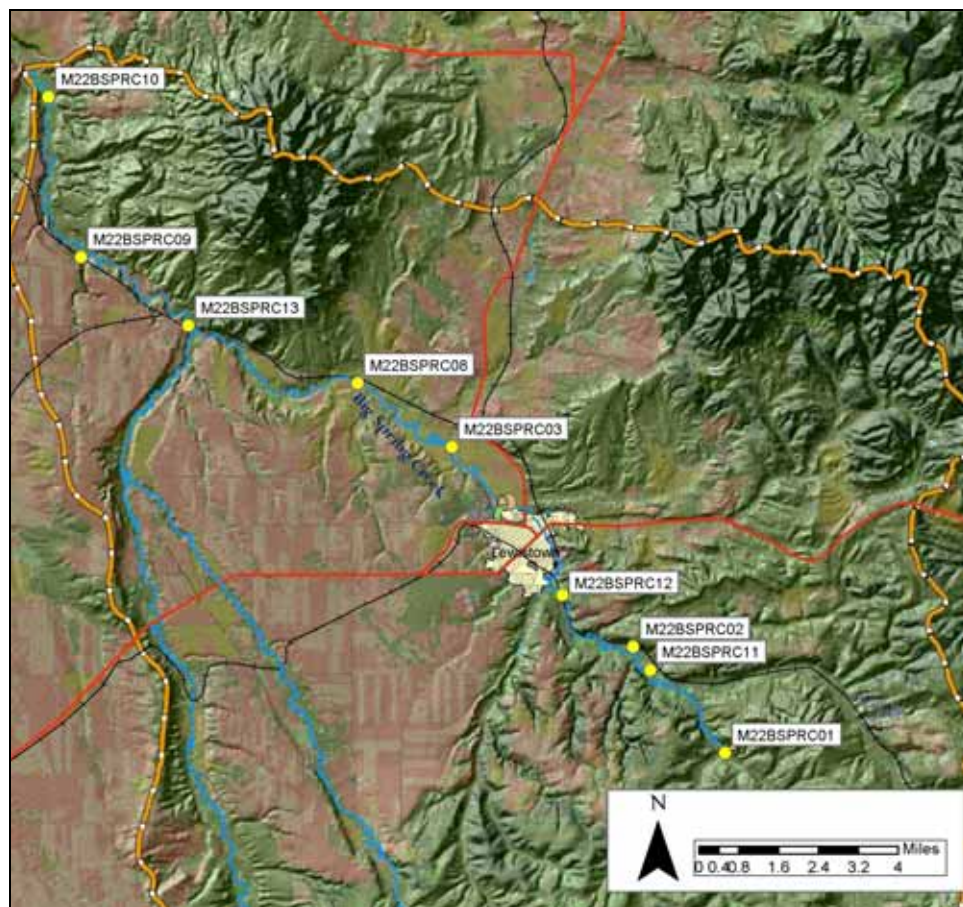 M22BSPRC10
M22BSPRC09
M22BSPRC13
M22BSPRC08
M22BSPRC03
Big Spring Creek
Lewistown
M22BSPRC12
M22BSPRC02
M22BSPRC11
M22BSPRC01
N
Miles
0 0.4 0.8 1.6 2.4 3.2 4